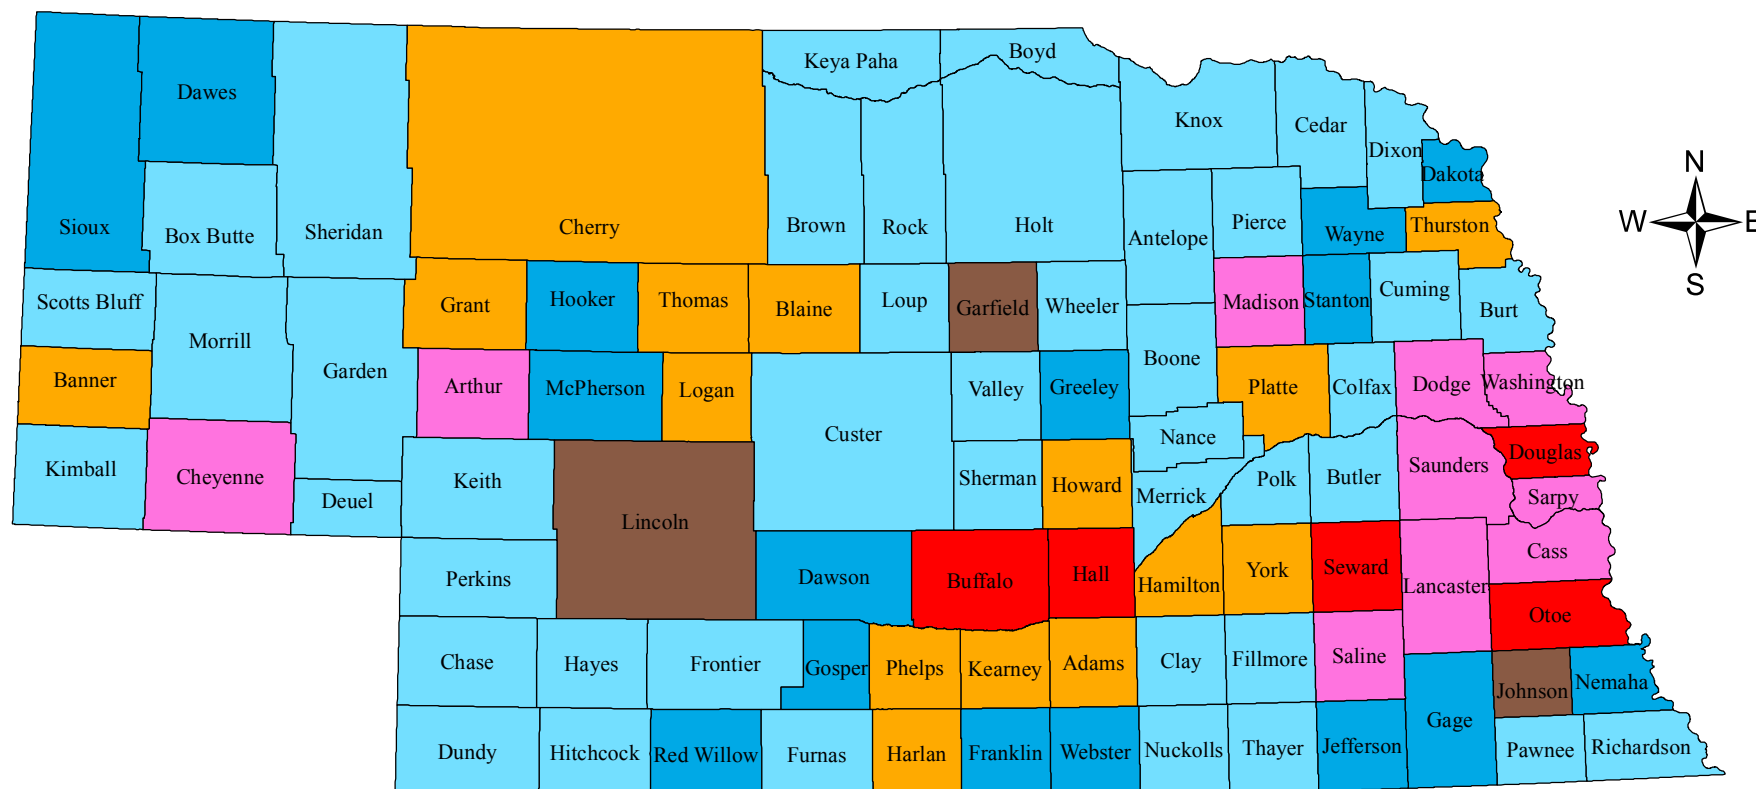 Keya Paha
Boyd
Dawes
Knox
Cedar
Dixon
Dakota
N
W
E
S
Sioux
Box Butte
Sheridan
Cherry
Brown
Rock
Holt
Antelope
Pierce
Wayne
Thurston
Scotts Bluff
Morrill
Garden
Grant
Hooker
Thomas
Blaine
Loup
Garfield
Wheeler
Madison
Stanton
Cuming
Burt
Banner
Arthur
McPherson
Logan
Custer
Valley
Greeley
Boone
Platte
Colfax
Dodge
Washington
Kimball
Cheyenne
Deuel
Keith
Lincoln
Sherman
Howard
Nance
Merrick
Polk
Butler
Saunders
Douglas
Sarpy
Perkins
Dawson
Buffalo
Hall
Hamilton
York
Seward
Lancaster
Cass
Otoe
Chase
Hayes
Frontier
Gosper
Phelps
Kearney
Adams
Clay
Fillmore
Saline
Johnson
Nemaha
Dundy
Hitchcock
Red Willow
Furnas
Harlan
Franklin
Webster
Nuckolls
Thayer
Jefferson
Gage
Pawnee
Richardson